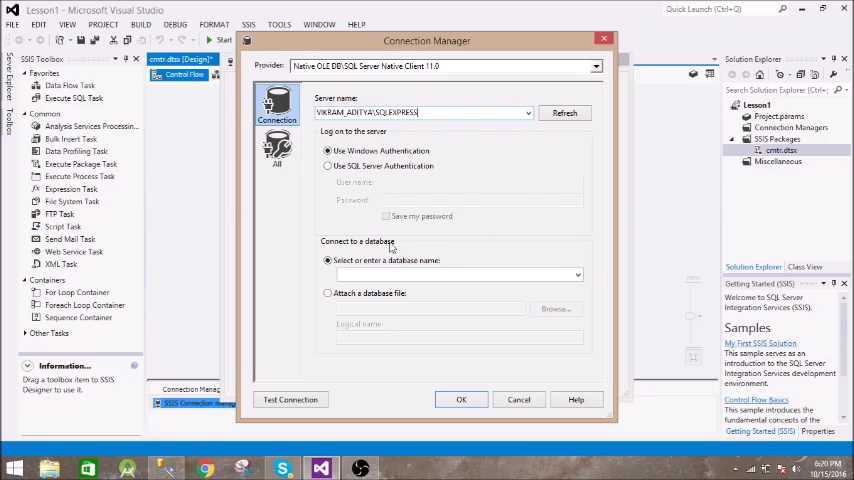 Lesson1 - Microsoft Visual Studio
Quick Launch (Ctrl+Q)
FILE EDIT VIEW PROJECT BUILD DEBUG FORMAT SSIS TOOLS WINDOW HELP
Start
Server Explorer
Toolbox
SSIS Toolbox
Favorites
Data Flow Task
Execute SQL Task
Common
Analysis Services Processin...
Bulk Insert Task
Data Profiling Task
Execute Package Task
Execute Process Task
Expression Task
File System Task
FTP Task
Script Task
Send Mail Task
Web Service Task
XML Task
Containers
For Loop Container
Foreach Loop Container
Sequence Container
Other Tasks
Information...
Drag a toolbox item to SSIS
Designer to use it.
cmtr.dtsx [Design]*
Control Flow
Connection Manag
SSIS Connection mana
Connection Manager
Provider:
Native OLE DB\SQL Server Native Client 11.0
Connection
All
Server name:
VIKRAM_ADITYA\SQLEXPRESS
Refresh
Log on to the server
Use Windows Authentication
Use SQL Server Authentication
User name:
Password:
Save my password
Connect to a database
Select or enter a database name:
Attach a database file:
Browse...
Logical name:
Test Connection
OK
Cancel
Help
Solution Explorer
Search Solution Explorer
Lesson1
Project.params
Connection Managers
SSIS Packages
cmtr.dtsx
Miscellaneous
Solution Explorer Class View
Getting Started (SSIS)
Welcome to SQL Server
Integration Services (SSIS)
Samples
My First SSIS Solution
This sample serves as an
introduction to the SQL Server
Integration Services development
environment.
Control Flow Basics
This sample introduces the
fundamental concepts of control
Getting Started (SSIS) Properties
6:20 PM
10/15/2016